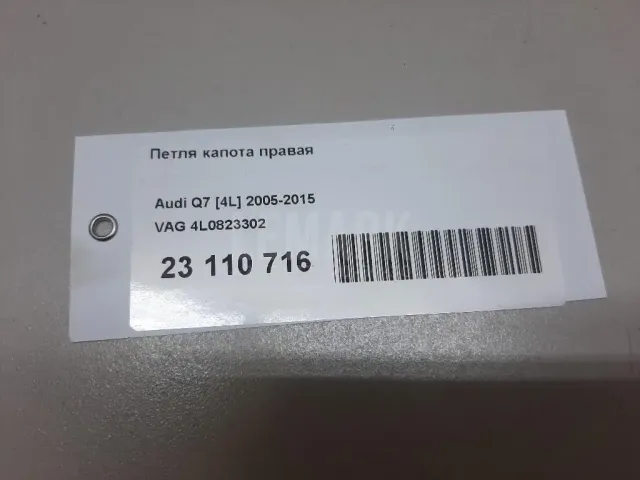 Петля капота правая
Audi Q7 [4L] 2005-2015
VAG 4L0823302
23 110 716